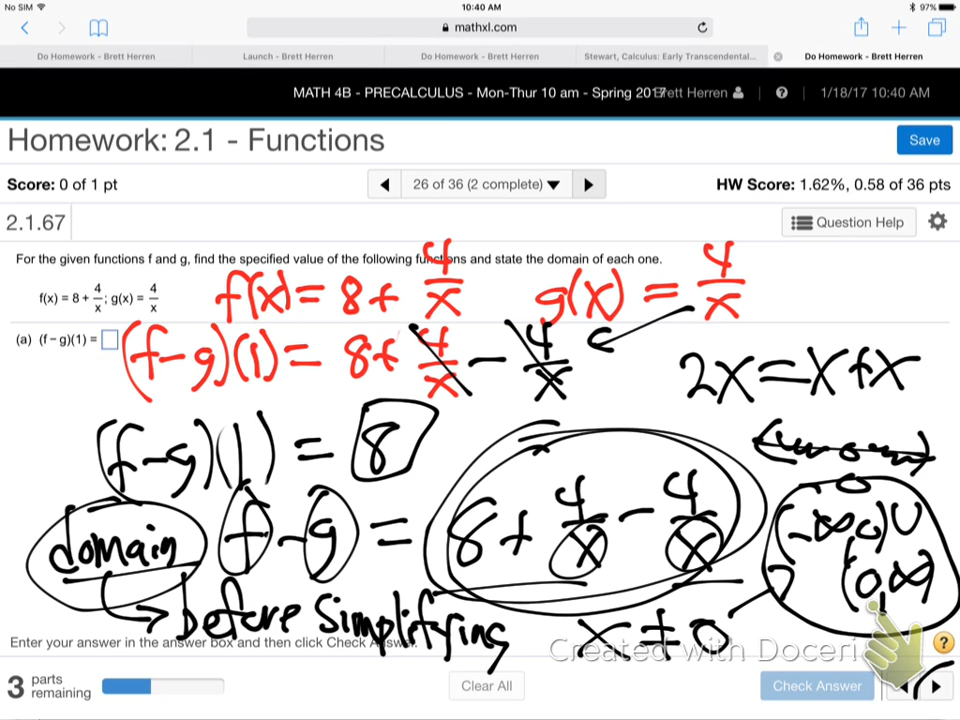 No SIM 10:40 AM 97%
mathxl.com
Do Homework - Brett Herren Launch - Brett Herren Do Homework - Brett Herren Stewart, Calculus: Early Transcendental... Do Homework - Brett Herren
MATH 4B - PRECALCULUS - Mon-Thur 10 am - Spring 2017 Brett Herren ? 1/18/17 10:40 AM
Homework: 2.1 - Functions Save
Score: 0 of 1 pt 26 of 36 (2 complete) HW Score: 1.62%, 0.58 of 36 pts
2.1.67 Question Help
For the given functions f and g, find the specified value of the following functions and state the domain of each one.
f(x) = 8 + 4/x; g(x) = 4/x
f(x) = 8 + 4/x g(x) = 4/x
(a) (f − g)(1) =
(f-g)(1) = 8 + 4/x - 4/x
2x = x + x
(f-g)(1) = 8
domain f - g = 8 + 4/x - 4/x
(-∞, 0) ∪
(0, ∞)
before simplifying x ≠ 0
Enter your answer in the answer box and then click Check Answer.
Created with Doceri
?
3 parts remaining Clear All Check Answer